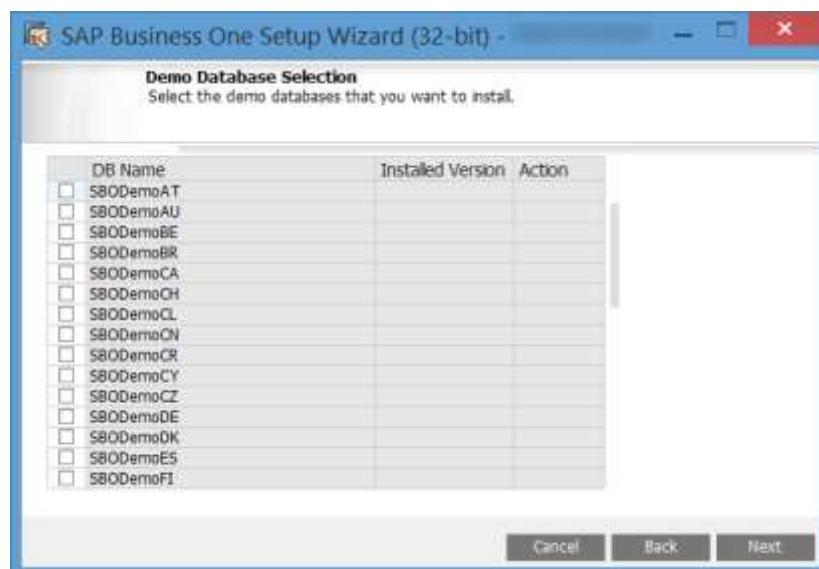 SAP Business One Setup Wizard (32-bit) -
Demo Database Selection
Select the demo databases that you want to install.
DB Name Installed Version Action
SBODemoAT
SBODemoAU
SBODemoBE
SBODemoBR
SBODemoCA
SBODemoCH
SBODemoCL
SBODemoCN
SBODemoCR
SBODemoCY
SBODemoCZ
SBODemoDE
SBODemoDK
SBODemoES
SBODemoFI
Cancel Back Next